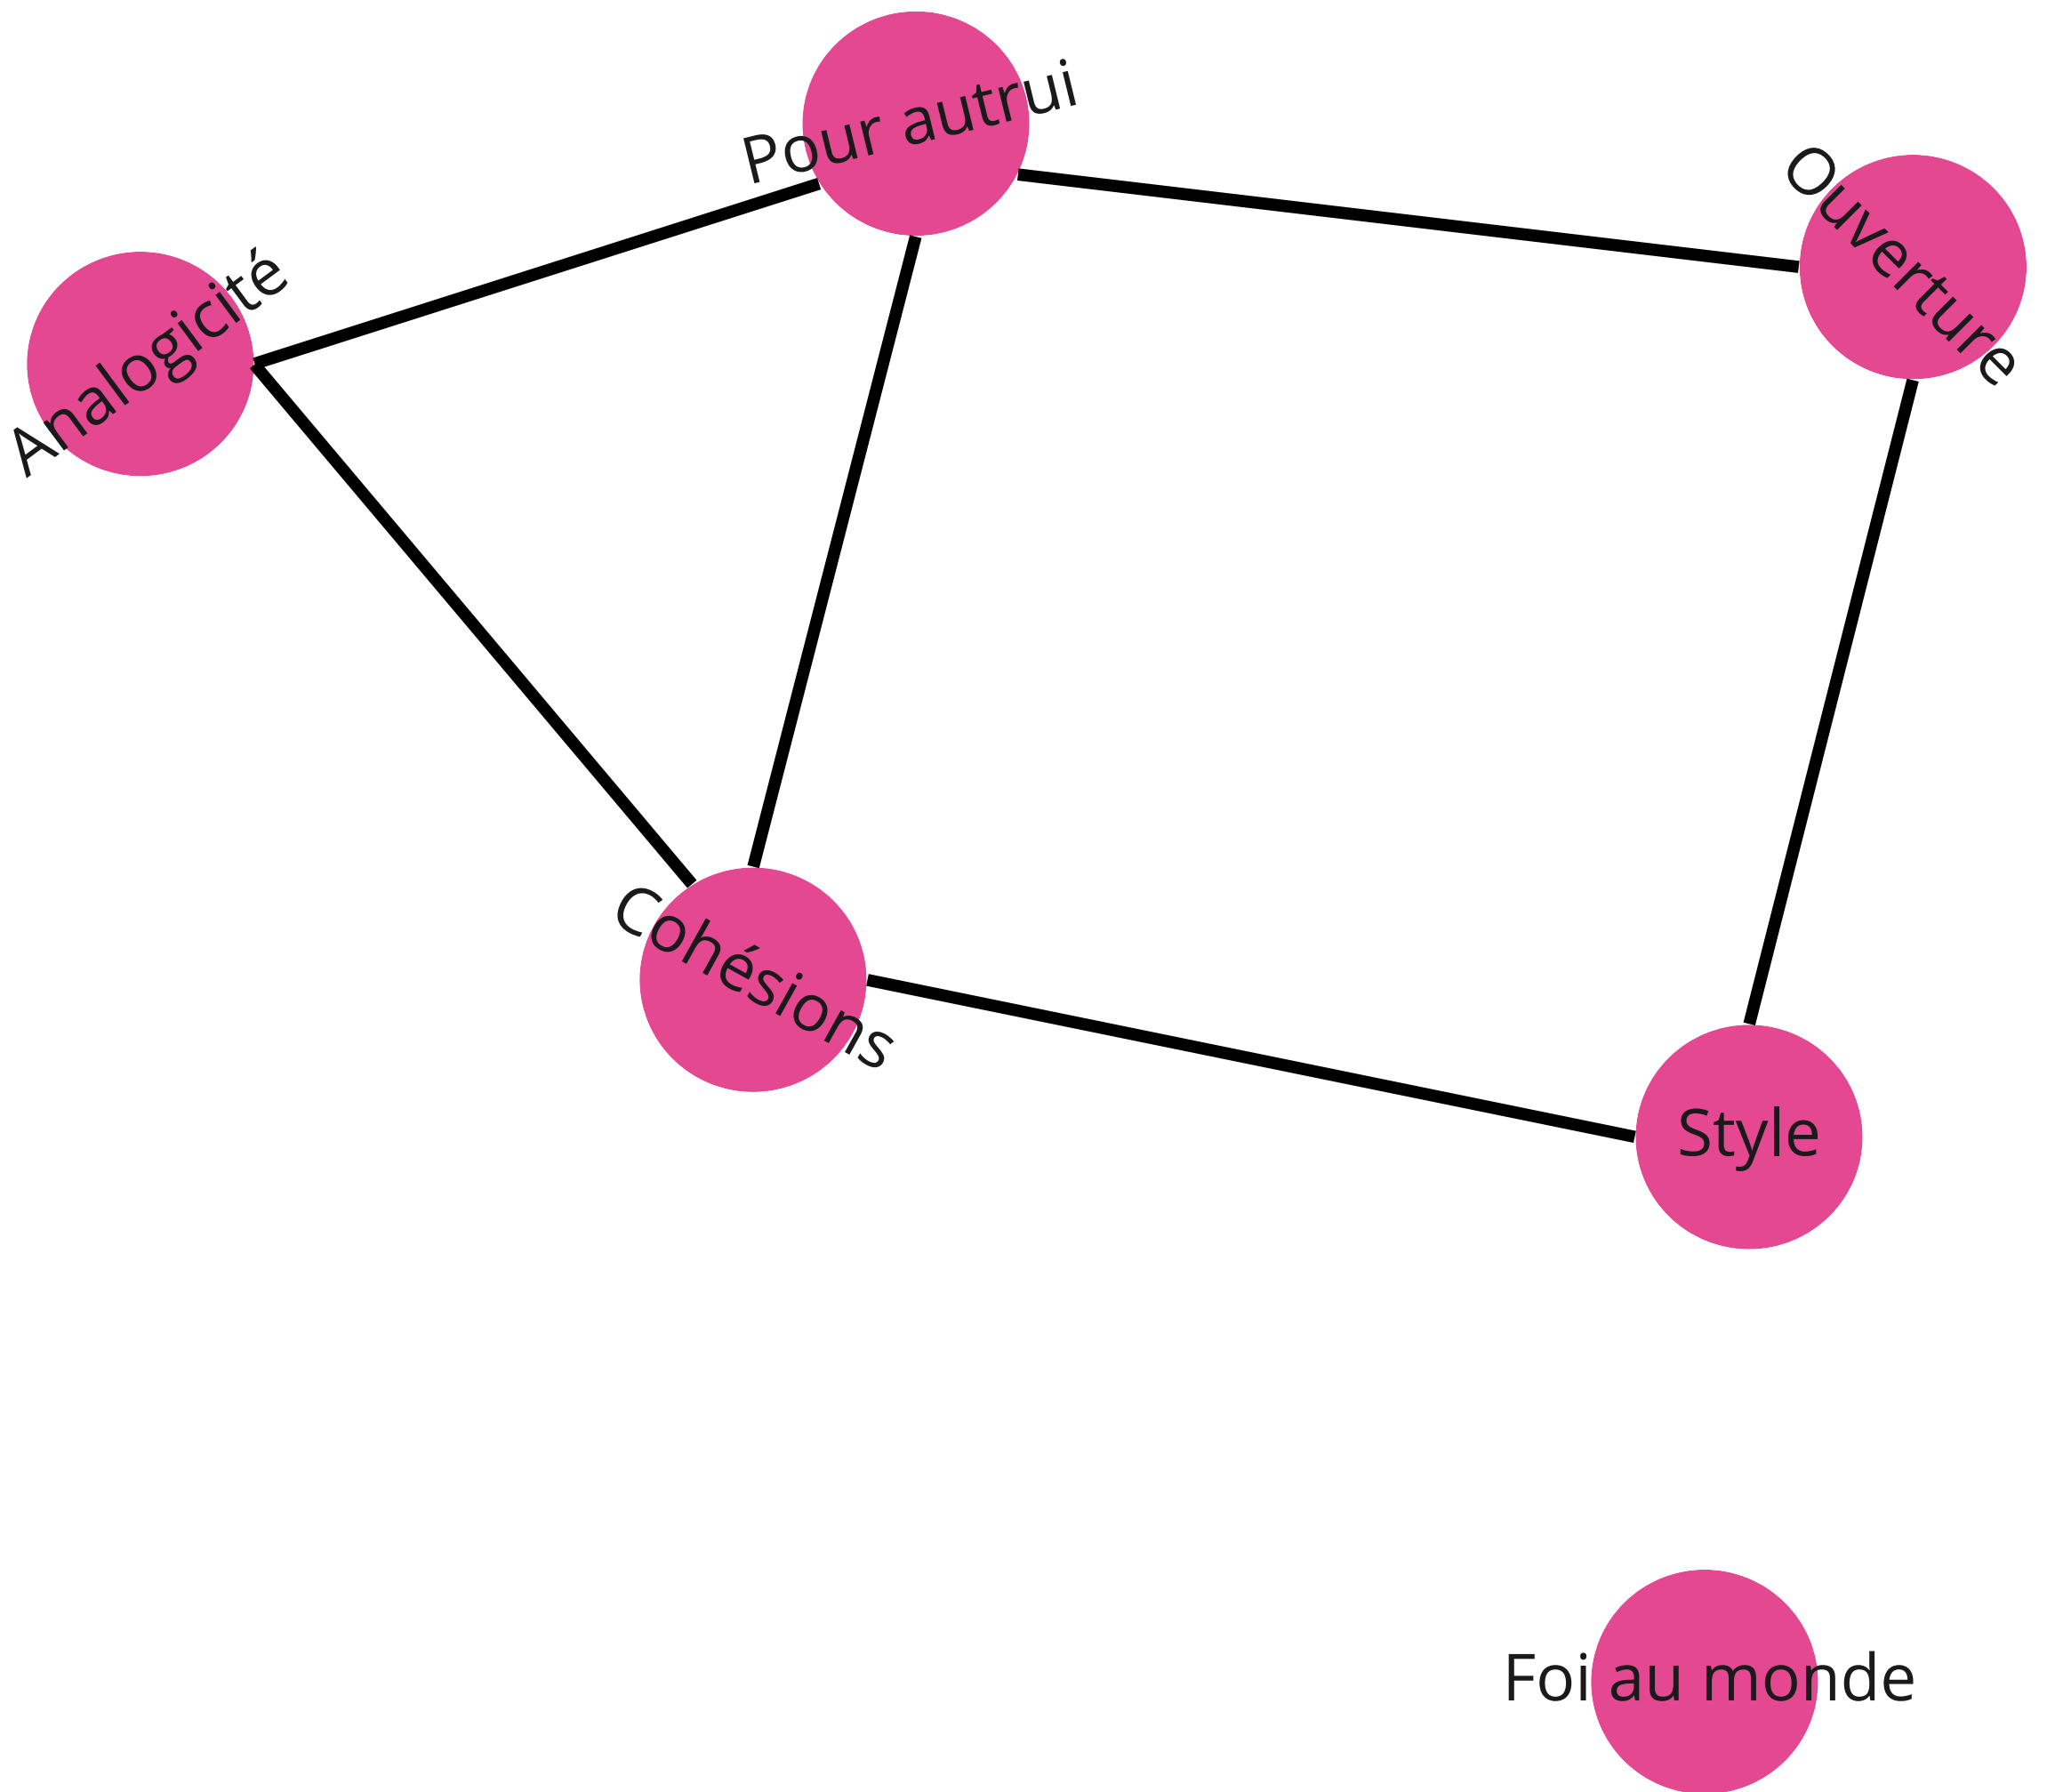 Pour autrui
Ouverture
Analogicité
Cohésions
Style
Foi au monde